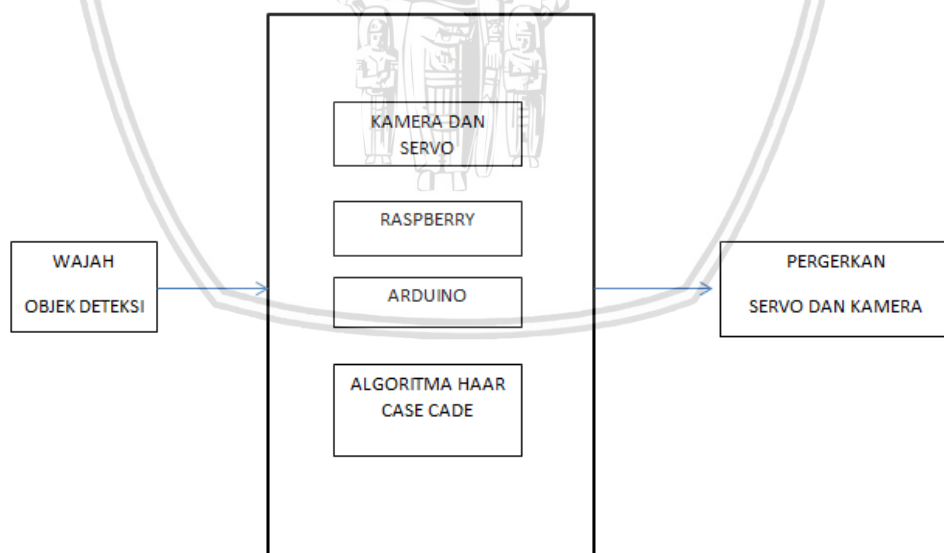 WAJAH
OBJEK DETEKSI
KAMERA DAN
SERVO
RASPBERRY
ARDUINO
ALGORITMA HAAR
CASE CADE
PERGERKAN
SERVO DAN KAMERA